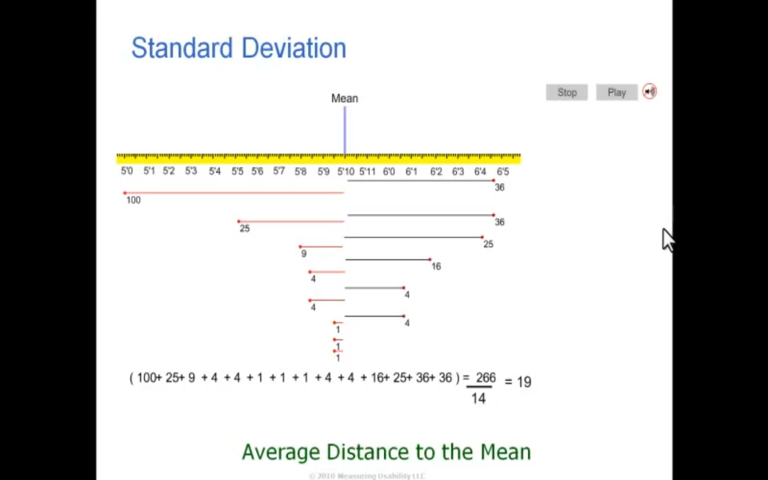 Standard Deviation
Stop Play
Mean
5'0 5'1 5'2 5'3 5'4 5'5 5'6 5'7 5'8 5'9 5'10 5'11 6'0 6'1 6'2 6'3 6'4 6'5
36
100
36
25
25
9
16
4
4
4
4
1
1
1
( 100+ 25+ 9 + 4 + 4 + 1 + 1 + 1 + 4 + 4 + 16+ 25+ 36+ 36 ) = 266 = 19
14
Average Distance to the Mean
© 2010 Measuring Usability LLC